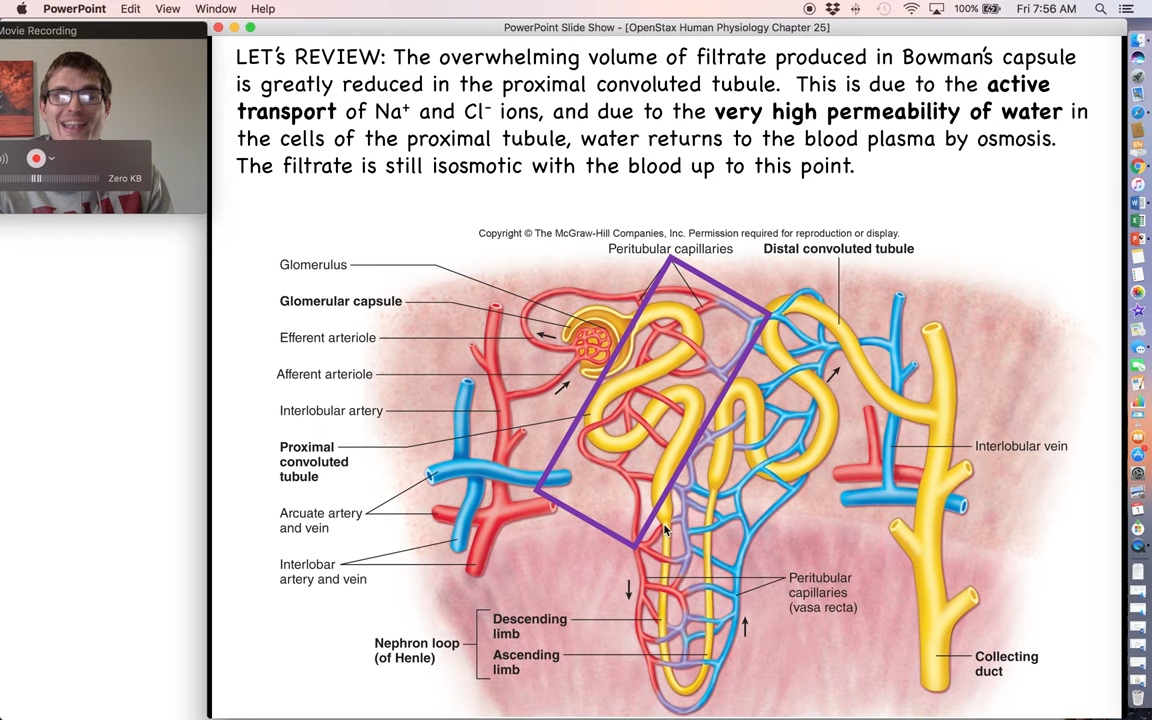 PowerPoint Edit View Window Help 100% Fri 7:56 AM
Movie Recording
PowerPoint Slide Show - [OpenStax Human Physiology Chapter 25]
Zero KB
LET'S REVIEW: The overwhelming volume of filtrate produced in Bowman's capsule
is greatly reduced in the proximal convoluted tubule. This is due to the active
transport of Na⁺ and Cl⁻ ions, and due to the very high permeability of water in
the cells of the proximal tubule, water returns to the blood plasma by osmosis.
The filtrate is still isosmotic with the blood up to this point.
Copyright © The McGraw-Hill Companies, Inc. Permission required for reproduction or display.
Peritubular capillaries
Distal convoluted tubule
Glomerulus
Glomerular capsule
Efferent arteriole
Afferent arteriole
Interlobular artery
Proximal
convoluted
tubule
Arcuate artery
and vein
Interlobar
artery and vein
Interlobular vein
Peritubular
capillaries
(vasa recta)
Nephron loop
(of Henle)
Descending
limb
Ascending
limb
Collecting
duct